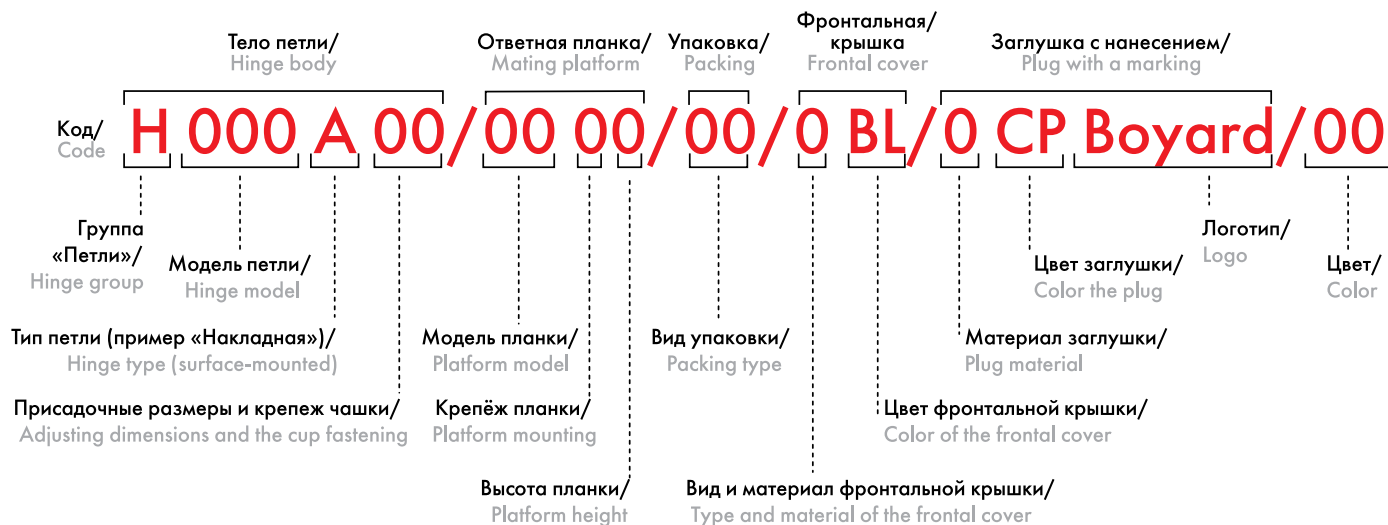 Тело петли/
Hinge body
Ответная планка/
Mating platform
Упаковка/
Packing
Фронтальная/
крышка
Frontal cover
Заглушка с нанесением/
Plug with a marking
Код/
Code
H 000 A 00/00 00/00/0 BL/0 CP Boyard/00
Группа
«Петли»/
Hinge group
Модель петли/
Hinge model
Логотип/
Logo
Цвет заглушки/
Color the plug
Цвет/
Color
Тип петли (пример «Накладная»)/
Hinge type (surface-mounted)
Модель планки/
Platform model
Вид упаковки/
Packing type
Материал заглушки/
Plug material
Присадочные размеры и крепеж чашки/
Adjusting dimensions and the cup fastening
Крепёж планки/
Platform mounting
Цвет фронтальной крышки/
Color of the frontal cover
Высота планки/
Platform height
Вид и материал фронтальной крышки/
Type and material of the frontal cover